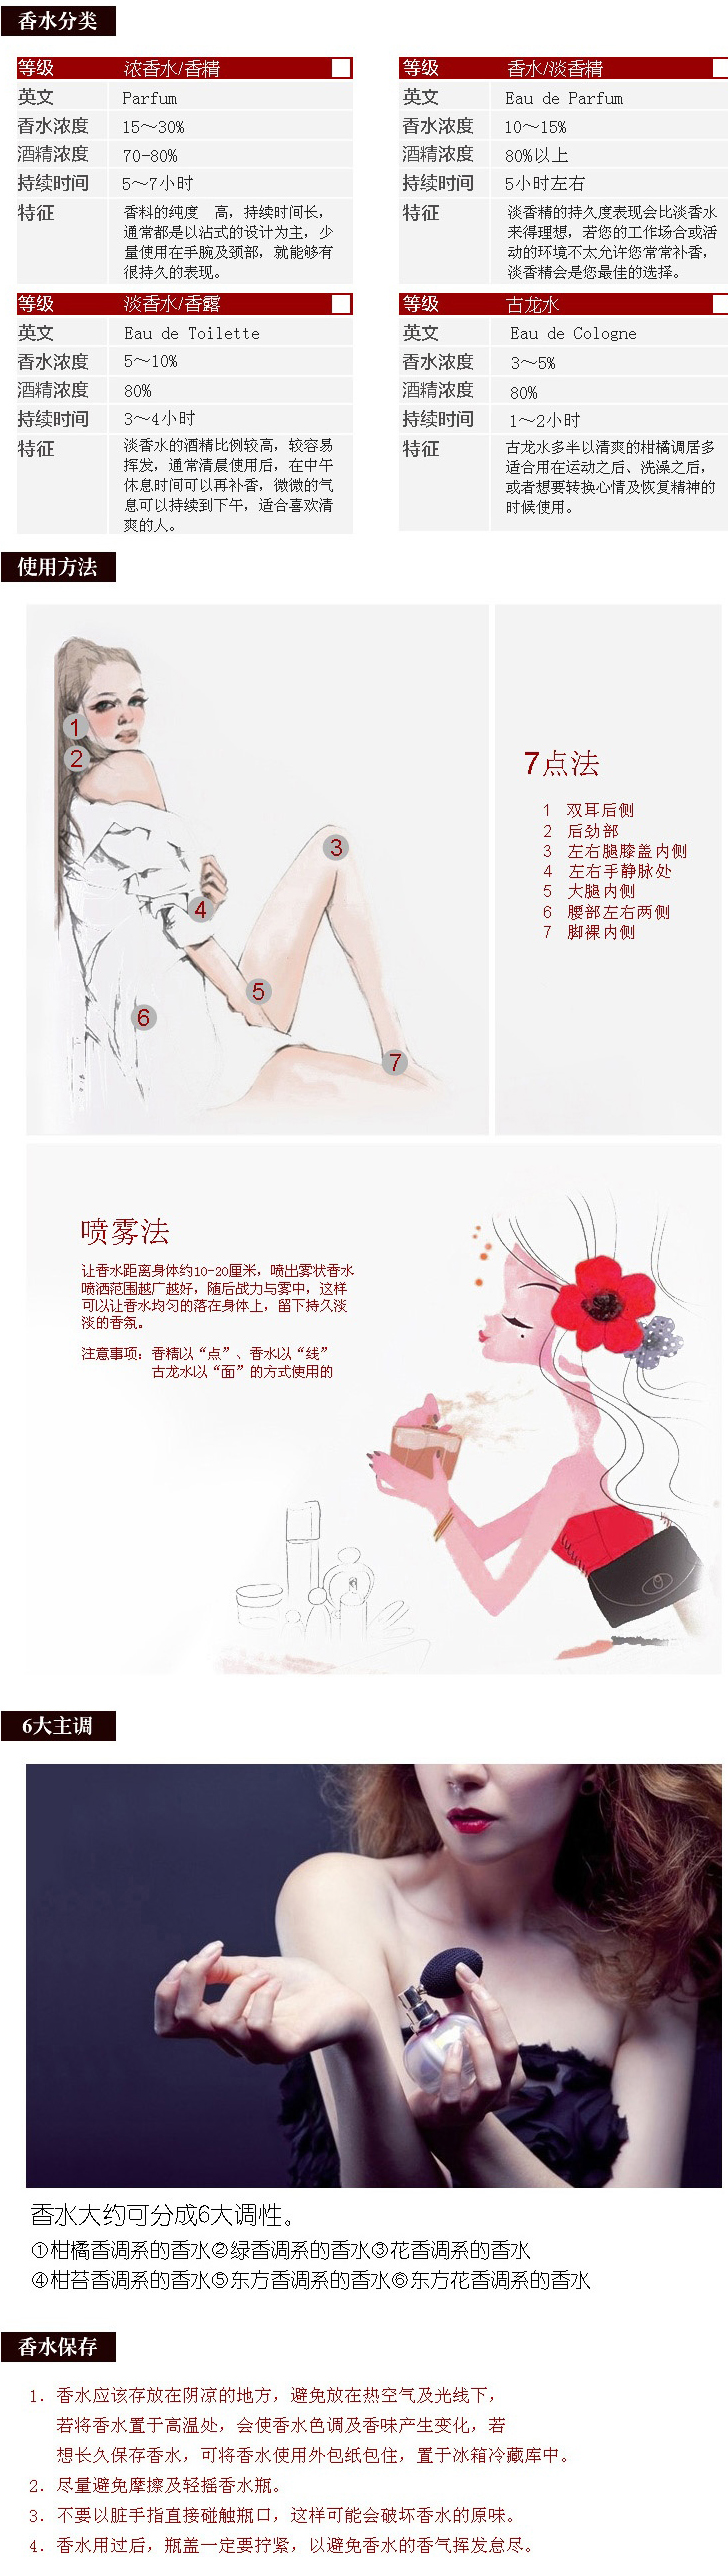 香水分类
等级 浓香水/香精
英文 Parfum
香水浓度 15～30%
酒精浓度 70-80%
持续时间 5～7小时
特征 香料的纯度 高，持续时间长，
通常都是以沾式的设计为主，少
量使用在手腕及颈部，就能够有
很持久的表现。
等级 香水/淡香精
英文 Eau de Parfum
香水浓度 10～15%
酒精浓度 80%以上
持续时间 5小时左右
特征 淡香精的持久度表现会比淡香水
来得理想，若您的工作场合或活
动的环境不太允许您常常补香，
淡香精会是您最佳的选择。
等级 淡香水/香露
英文 Eau de Toilette
香水浓度 5～10%
酒精浓度 80%
持续时间 3～4小时
特征 淡香水的酒精比例较高，较容易
挥发，通常清晨使用后，在中午
休息时间可以再补香，微微的气
息可以持续到下午，适合喜欢清
爽的人。
等级 古龙水
英文 Eau de Cologne
香水浓度 3～5%
酒精浓度 80%
持续时间 1～2小时
特征 古龙水多半以清爽的柑橘调居多
适合用在运动之后、洗澡之后，
或者想要转换心情及恢复精神的
时候使用。
使用方法
1
2
3
4
5
6
7
7点法
1 双耳后侧
2 后劲部
3 左右腿膝盖内侧
4 左右手静脉处
5 大腿内侧
6 腰部左右两侧
7 脚裸内侧
喷雾法
让香水距离身体约10-20厘米，喷出雾状香水
喷洒范围越广越好，随后战力与雾中，这样
可以让香水均匀的落在身体上，留下持久淡
淡的香氛。
注意事项：香精以“点”、香水以“线”
古龙水以“面”的方式使用的
6大主调
香水大约可分成6大调性。
①柑橘香调系的香水②绿香调系的香水③花香调系的香水
④柑苔香调系的香水⑤东方香调系的香水⑥东方花香调系的香水
香水保存
1. 香水应该存放在阴凉的地方，避免放在热空气及光线下，
若将香水置于高温处，会使香水色调及香味产生变化，若
想长久保存香水，可将香水使用外包纸包住，置于冰箱冷藏库中。
2. 尽量避免摩擦及轻摇香水瓶。
3. 不要以脏手指直接碰触瓶口，这样可能会破坏香水的原味。
4. 香水用过后，瓶盖一定要拧紧，以避免香水的香气挥发怠尽。